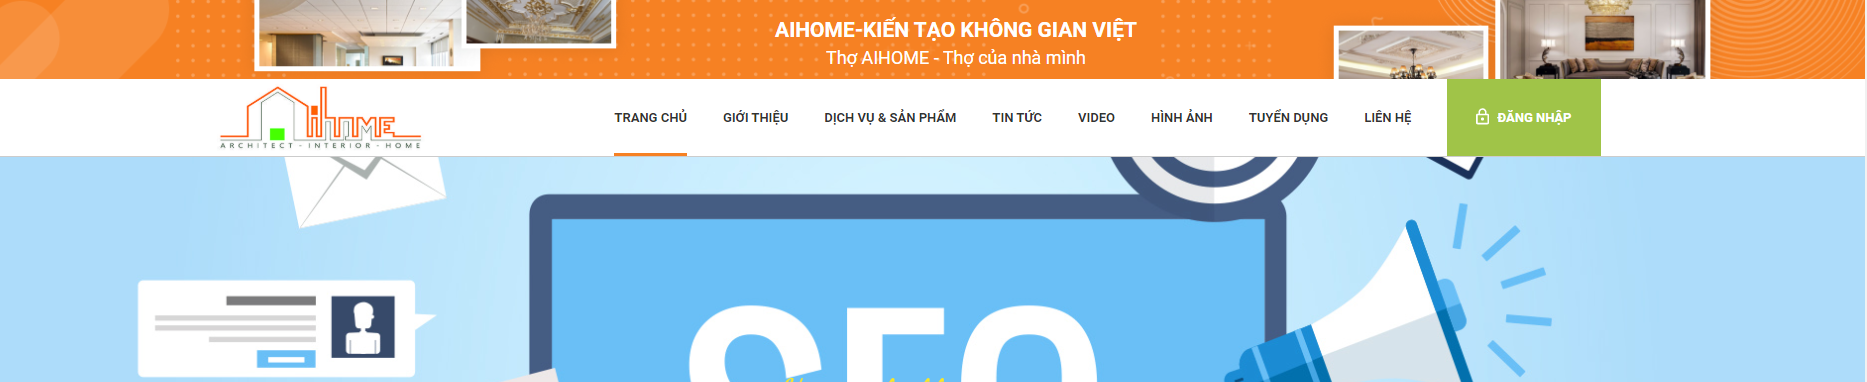 AIHOME-KIẾN TẠO KHÔNG GIAN VIỆT
Thợ AIHOME - Thợ của nhà mình
aiHOME
ARCHiTECT - INTERIOR - HOME
TRANG CHỦ GIỚI THIỆU DỊCH VỤ & SẢN PHẨM TIN TỨC VIDEO HÌNH ẢNH TUYỂN DỤNG LIÊN HỆ ĐĂNG NHẬP
SEO